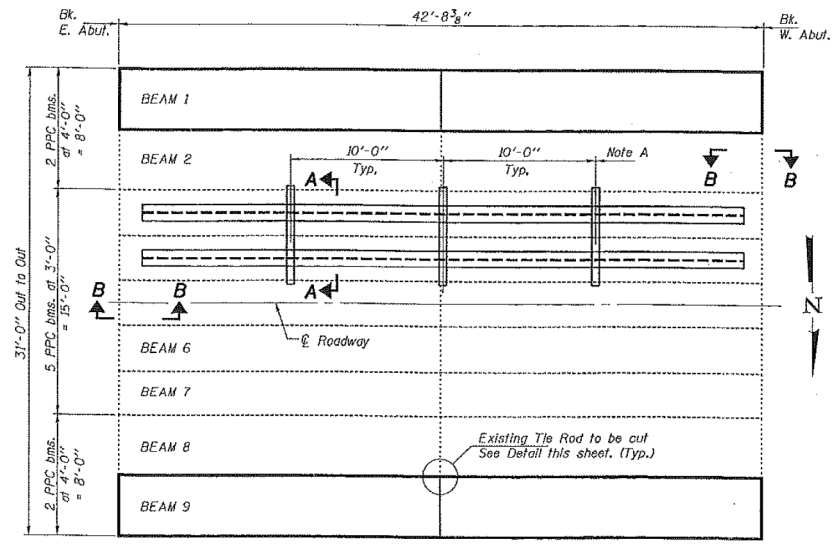 Bk.
E. Abut.
42'-8⅜"
Bk.
W. Abut.
BEAM 1
2 PPC bms.
at 4'-0"
= 8'-0"
BEAM 2
10'-0"
Typ.
10'-0"
Typ.
Note A
A
B
B
A
B
B
℄ Roadway
N
31'-0" Out to Out
5 PPC bms. at 3'-0"
= 15'-0"
BEAM 6
BEAM 7
BEAM 8
Existing Tie Rod to be cut
See Detail this sheet. (Typ.)
2 PPC bms.
at 4'-0"
= 8'-0"
BEAM 9